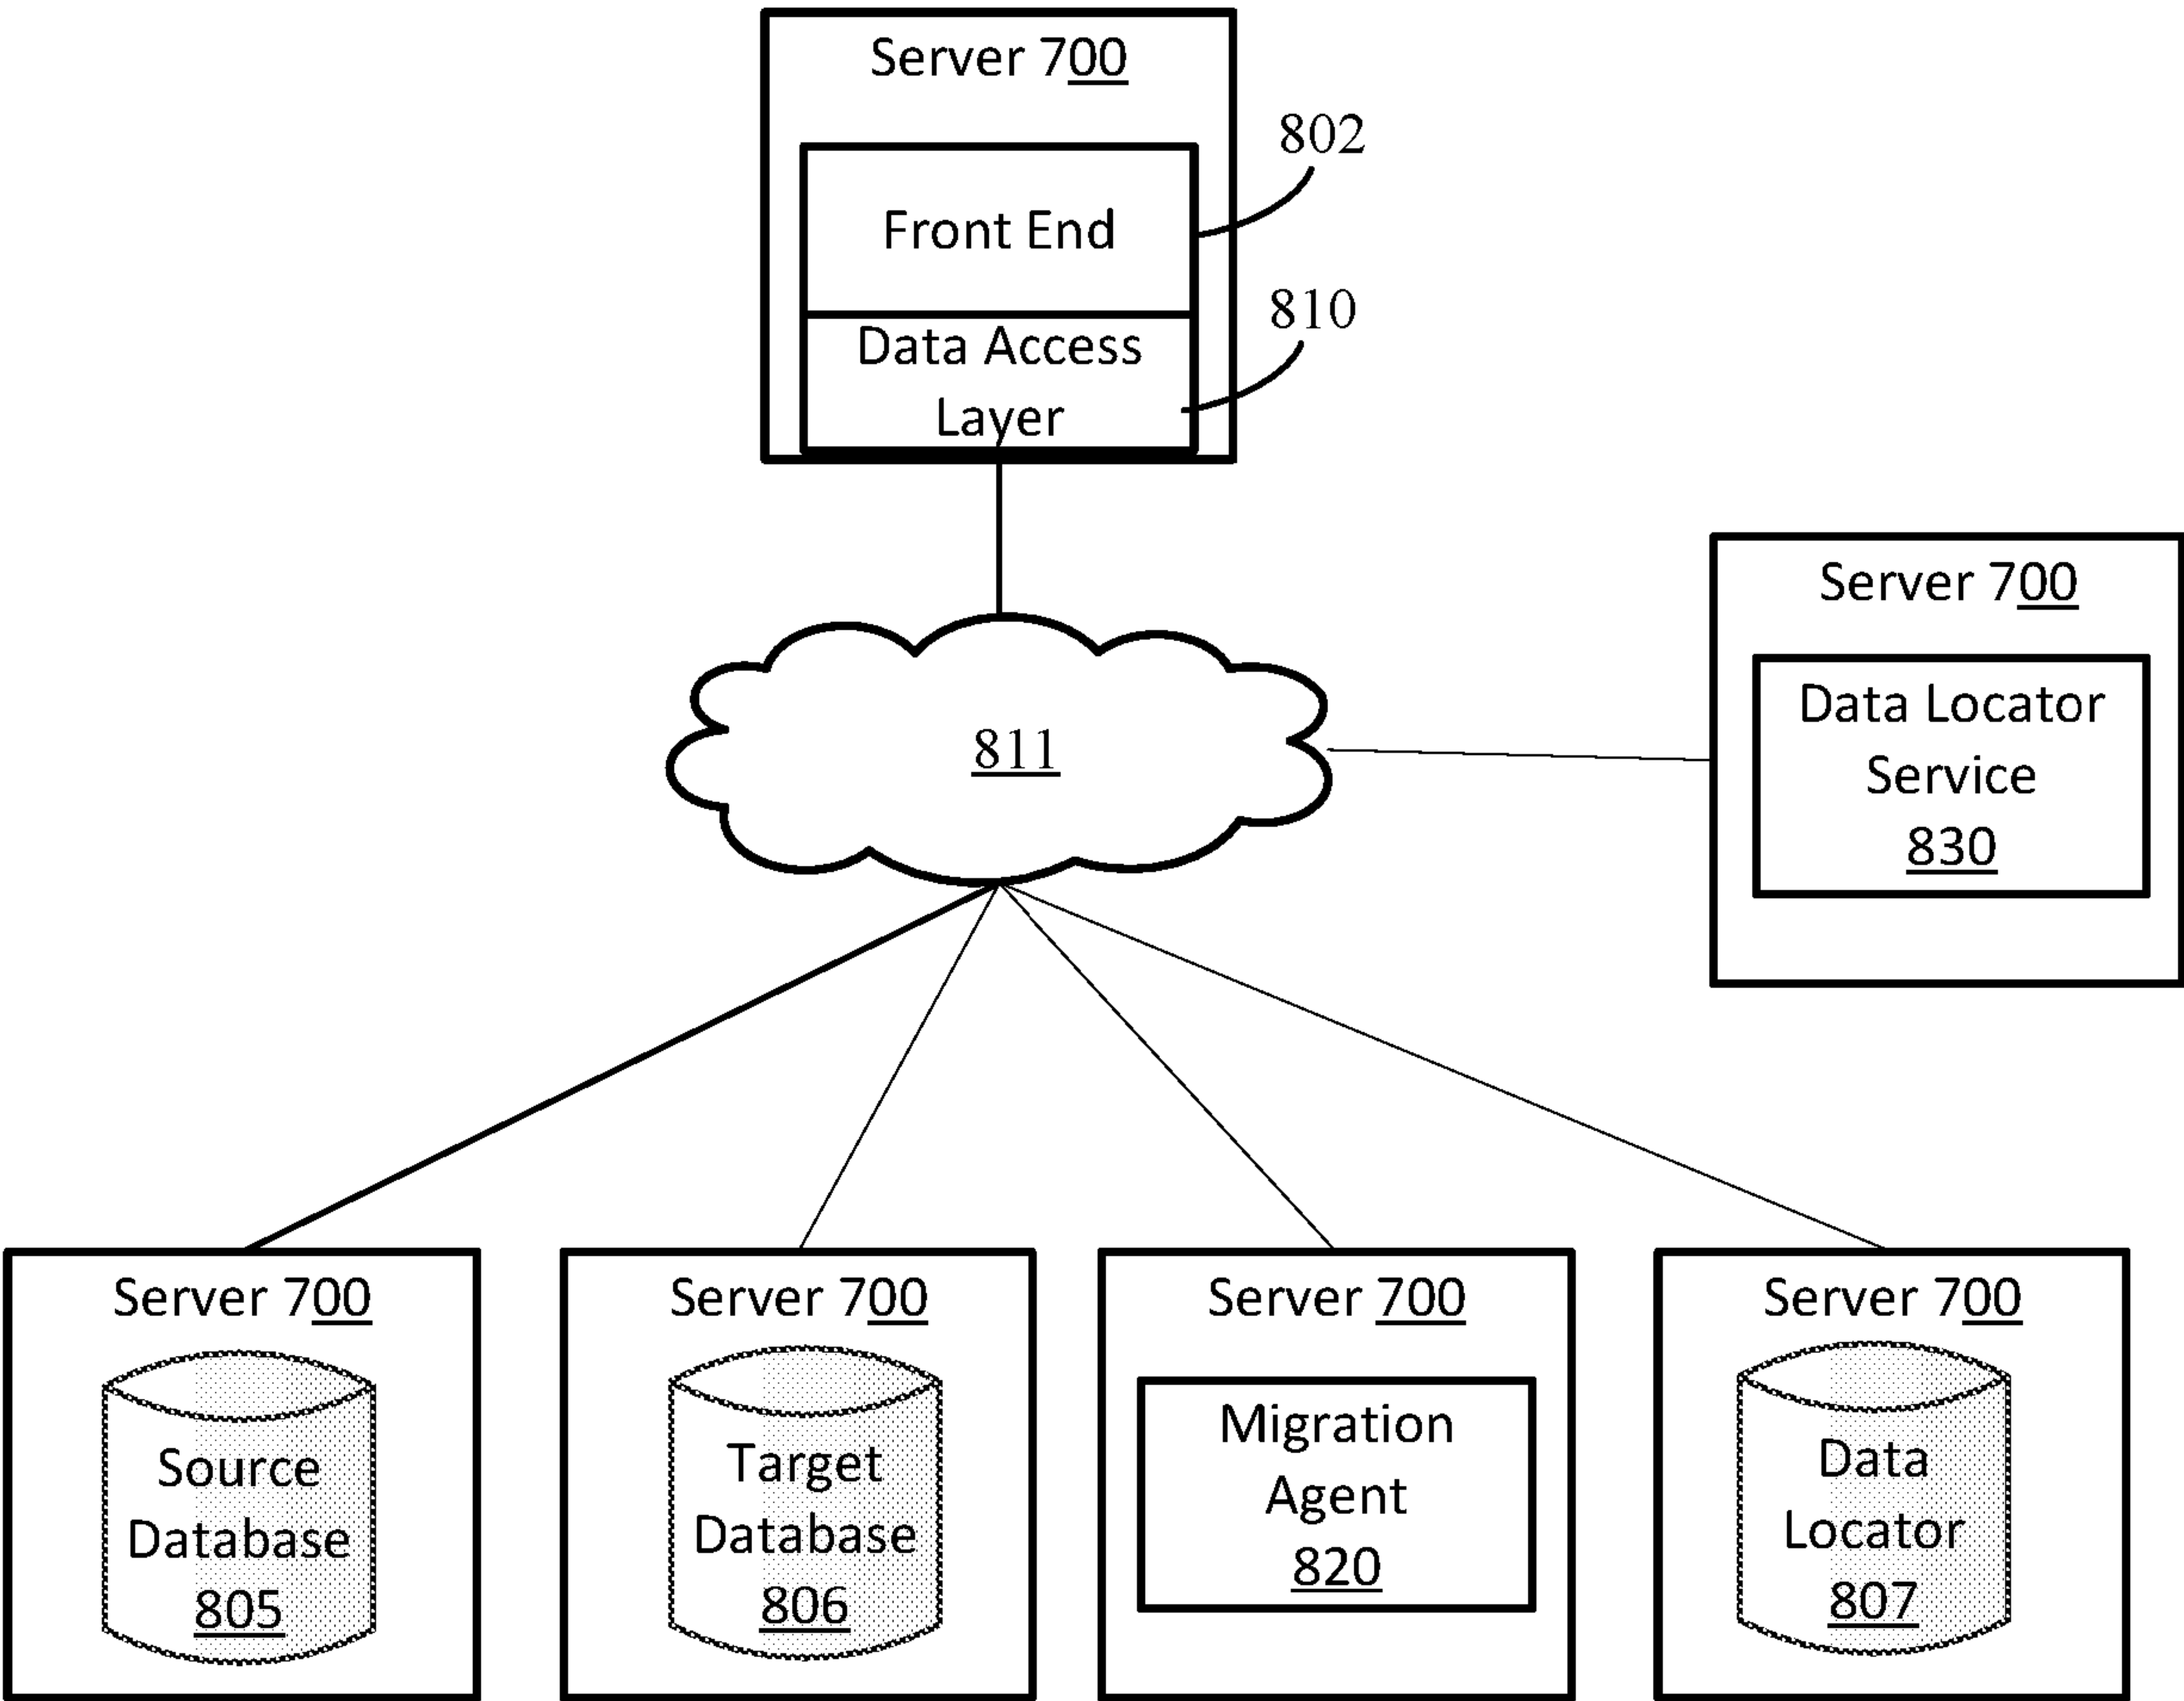 Server 700
802
Front End
810
Data Access
Layer
Server 700
Data Locator
Service
830
811
Server 700
Source
Database
805
Server 700
Target
Database
806
Server 700
Migration
Agent
820
Server 700
Data
Locator
807